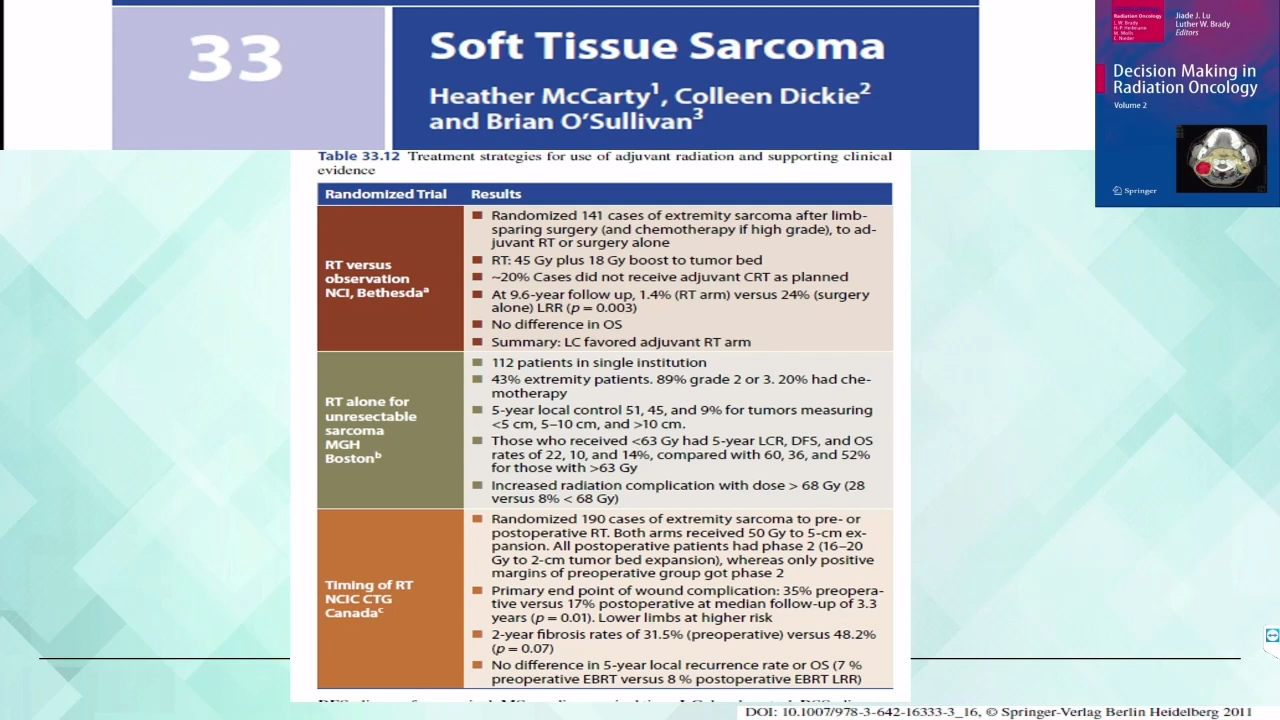 33
Soft Tissue Sarcoma
Heather McCarty1, Colleen Dickie2
and Brian O'Sullivan3
Radiation Oncology
L. W. Brady
H.-P. Heilmann
M. Molls
C. Nieder
Jiade J. Lu
Luther W. Brady
Editors
Decision Making in
Radiation Oncology
Volume 2
Springer
Table 33.12 Treatment strategies for use of adjuvant radiation and supporting clinical
evidence
Randomized Trial Results
RT versus
observation
NCI, Bethesdaa
■ Randomized 141 cases of extremity sarcoma after limb-
sparing surgery (and chemotherapy if high grade), to ad-
juvant RT or surgery alone
■ RT: 45 Gy plus 18 Gy boost to tumor bed
■ ~20% Cases did not receive adjuvant CRT as planned
■ At 9.6-year follow up, 1.4% (RT arm) versus 24% (surgery
alone) LRR (p = 0.003)
■ No difference in OS
■ Summary: LC favored adjuvant RT arm
RT alone for
unresectable
sarcoma
MGH
Bostonb
■ 112 patients in single institution
■ 43% extremity patients. 89% grade 2 or 3. 20% had che-
motherapy
■ 5-year local control 51, 45, and 9% for tumors measuring
<5 cm, 5–10 cm, and >10 cm.
■ Those who received <63 Gy had 5-year LCR, DFS, and OS
rates of 22, 10, and 14%, compared with 60, 36, and 52%
for those with >63 Gy
■ Increased radiation complication with dose > 68 Gy (28
versus 8% < 68 Gy)
Timing of RT
NCIC CTG
Canadac
■ Randomized 190 cases of extremity sarcoma to pre- or
postoperative RT. Both arms received 50 Gy to 5-cm ex-
pansion. All postoperative patients had phase 2 (16–20
Gy to 2-cm tumor bed expansion), whereas only positive
margins of preoperative group got phase 2
■ Primary end point of wound complication: 35% preopera-
tive versus 17% postoperative at median follow-up of 3.3
years (p = 0.01). Lower limbs at higher risk
■ 2-year fibrosis rates of 31.5% (preoperative) versus 48.2%
(p = 0.07)
■ No difference in 5-year local recurrence rate or OS (7 %
preoperative EBRT versus 8 % postoperative EBRT LRR)
DOI: 10.1007/978-3-642-16333-3_16, © Springer-Verlag Berlin Heidelberg 2011